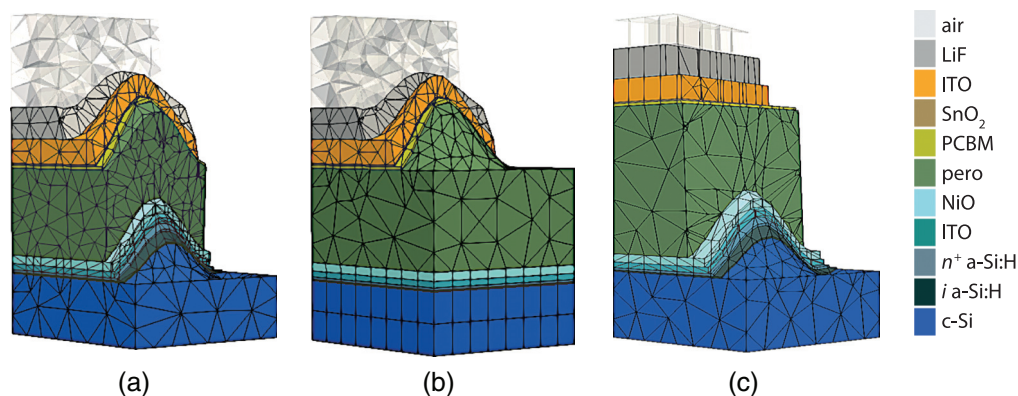 air
LiF
ITO
SnO₂
PCBM
pero
NiO
ITO
n⁺ a-Si:H
i a-Si:H
c-Si
(a)
(b)
(c)